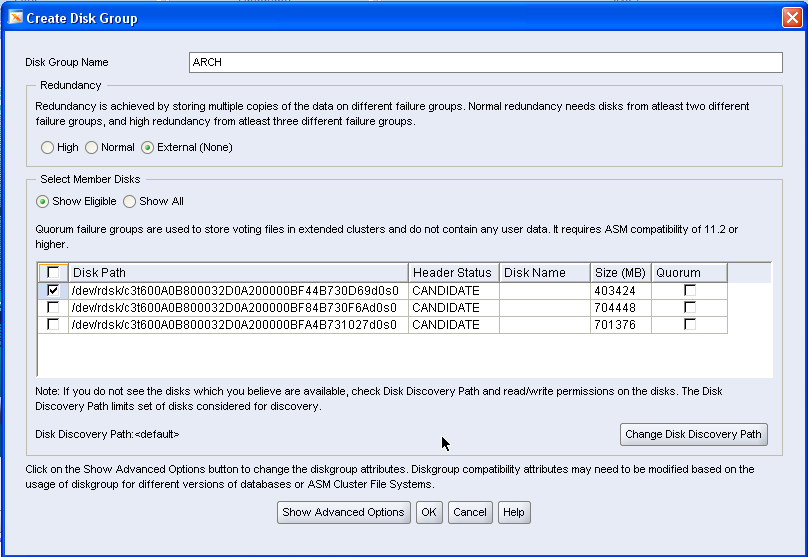 Create Disk Group
Disk Group Name ARCH
Redundancy
Redundancy is achieved by storing multiple copies of the data on different failure groups. Normal redundancy needs disks from atleast two different
failure groups, and high redundancy from atleast three different failure groups.
High Normal External (None)
Select Member Disks
Show Eligible Show All
Quorum failure groups are used to store voting files in extended clusters and do not contain any user data. It requires ASM compatibility of 11.2 or
higher.
Disk Path Header Status Disk Name Size (MB) Quorum
/dev/rdsk/c3t600A0B800032D0A200000BF44B730D69d0s0 CANDIDATE 403424
/dev/rdsk/c3t600A0B800032D0A200000BF84B730F6Ad0s0 CANDIDATE 704448
/dev/rdsk/c3t600A0B800032D0A200000BFA4B731027d0s0 CANDIDATE 701376
Note: If you do not see the disks which you believe are available, check Disk Discovery Path and read/write permissions on the disks. The Disk
Discovery Path limits set of disks considered for discovery.
Disk Discovery Path:<default> Change Disk Discovery Path
Click on the Show Advanced Options button to change the diskgroup attributes. Diskgroup compatibility attributes may need to be modified based on the
usage of diskgroup for different versions of databases or ASM Cluster File Systems.
Show Advanced Options OK Cancel Help